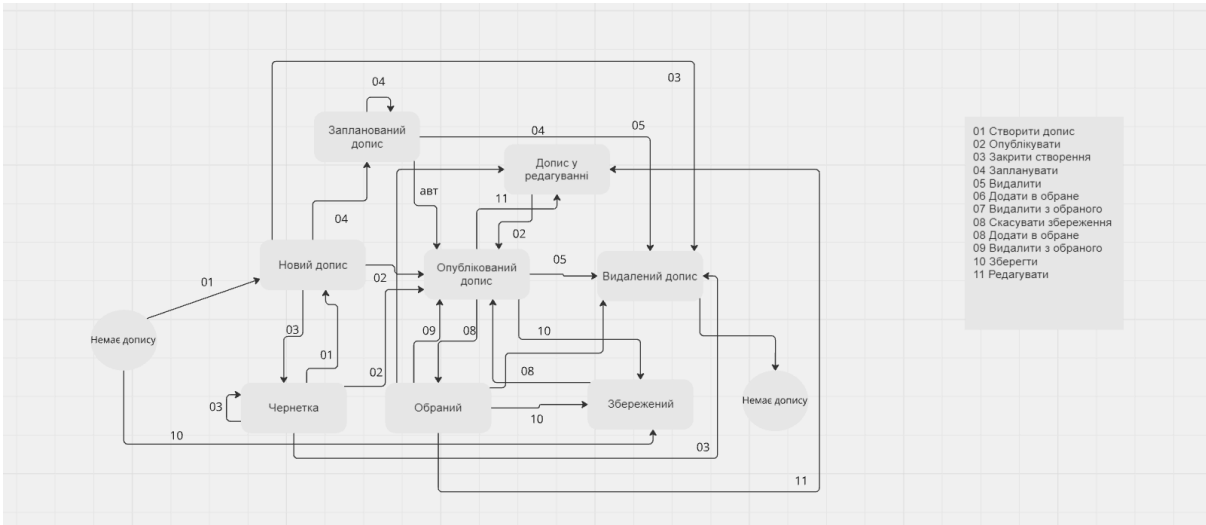 03
04
Запланований
допис
04
05
Допис у
редагуванні
авт
11
04
02
Новий допис
Опублікований
допис
05
Видалений допис
02
01
Немає допису
03
01
09
08
10
02
08
03
Чернетка
Обраний
Збережений
Немає допису
10
10
03
11
01 Створити допис
02 Опублікувати
03 Закрити створення
04 Запланувати
05 Видалити
06 Додати в обране
07 Видалити з обраного
08 Скасувати збереження
08 Додати в обране
09 Видалити з обраного
10 Зберегти
11 Редагувати